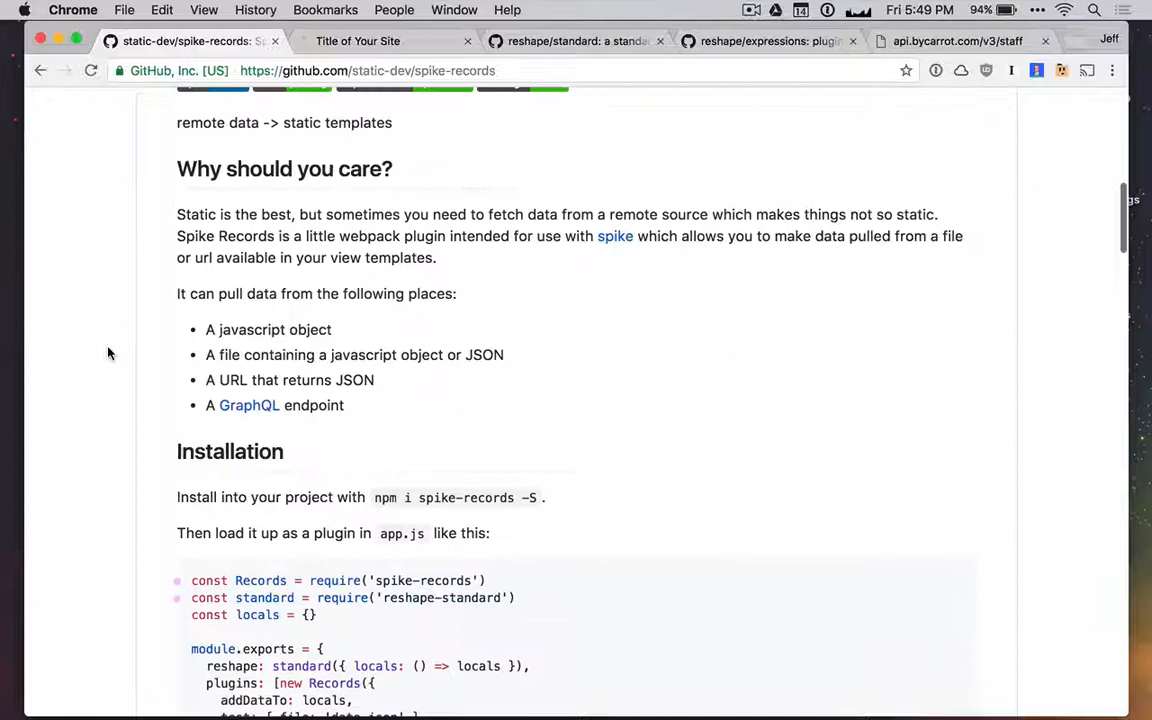 Chrome File Edit View History Bookmarks People Window Help 14 Fri 5:49 PM 94%
static-dev/spike-records: Sp Title of Your Site reshape/standard: a standa reshape/expressions: plugin api.bycarrot.com/v3/staff Jeff
GitHub, Inc. [US] https://github.com/static-dev/spike-records
remote data -> static templates
Why should you care?
Static is the best, but sometimes you need to fetch data from a remote source which makes things not so static.
Spike Records is a little webpack plugin intended for use with spike which allows you to make data pulled from a file
or url available in your view templates.
It can pull data from the following places:
• A javascript object
• A file containing a javascript object or JSON
• A URL that returns JSON
• A GraphQL endpoint
Installation
Install into your project with npm i spike-records -S.
Then load it up as a plugin in app.js like this:
const Records = require('spike-records')
const standard = require('reshape-standard')
const locals = {}
module.exports = {
reshape: standard({ locals: () => locals }),
plugins: [new Records({
addDataTo: locals,
test: { file: 'data.json' }